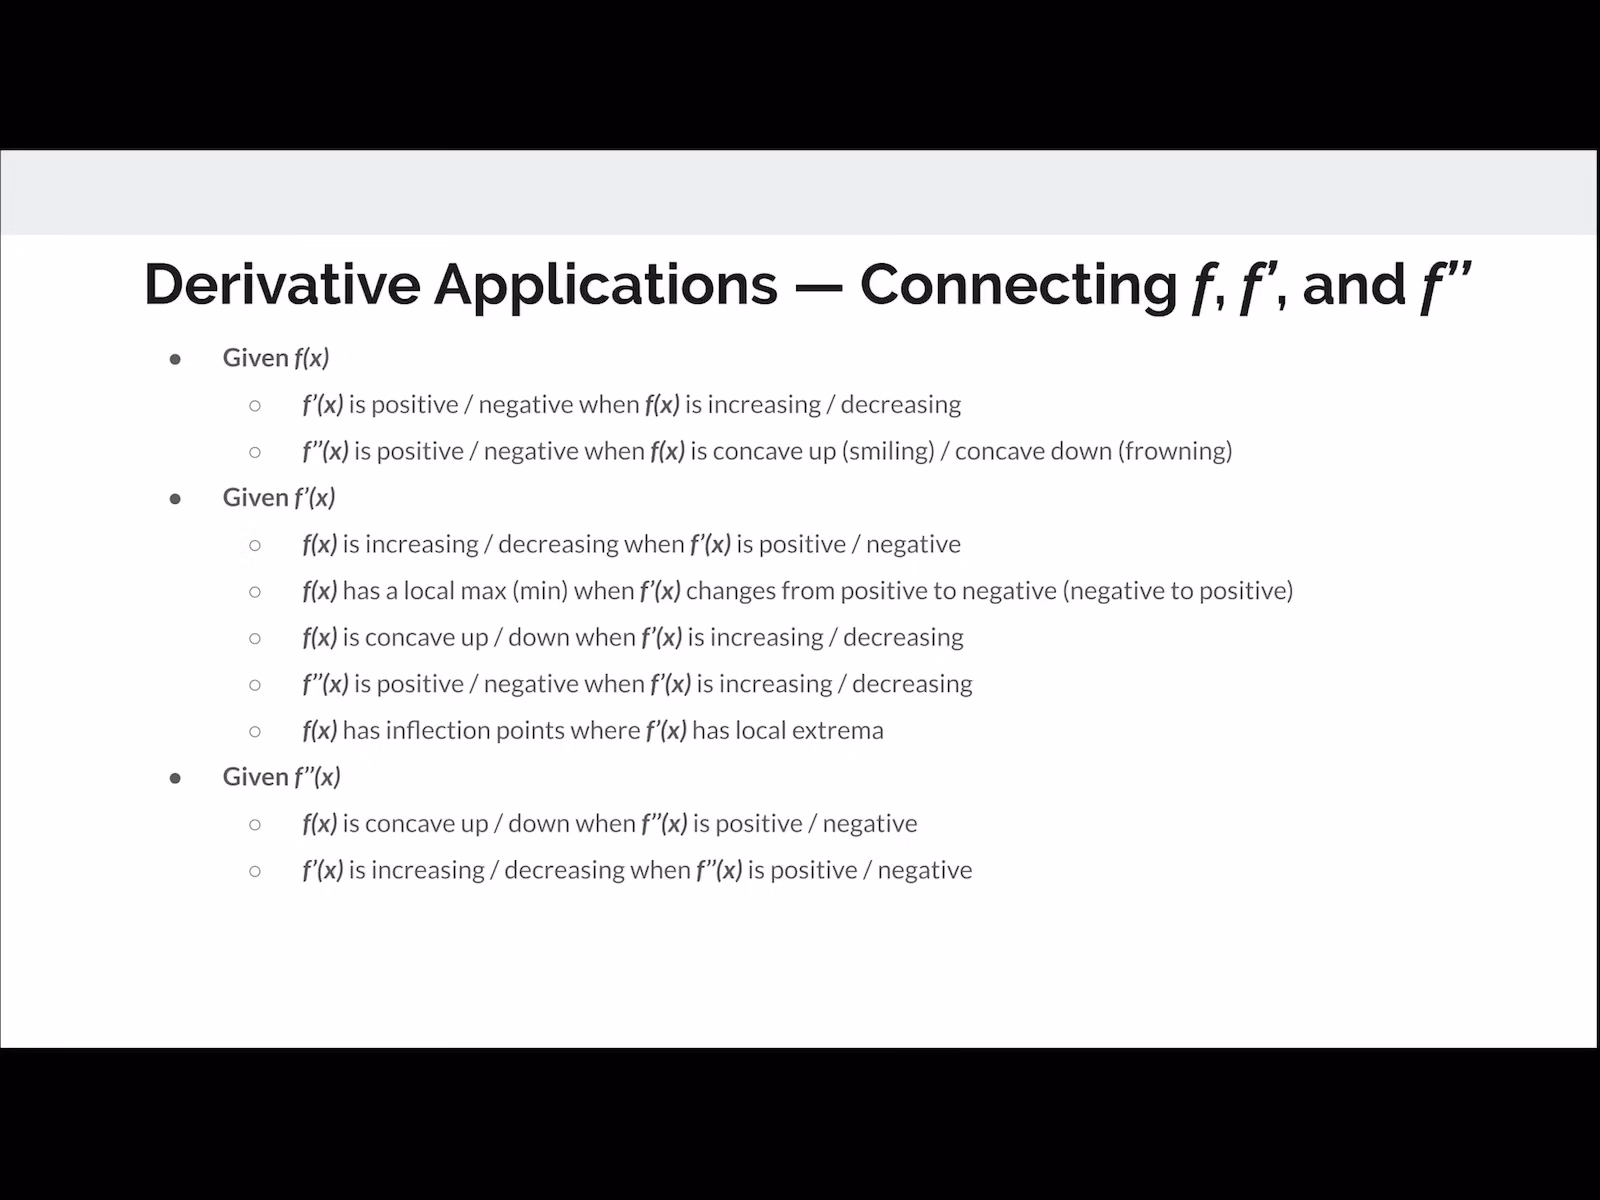 Derivative Applications — Connecting f, f’, and f’’
● Given f(x)
○ f’(x) is positive / negative when f(x) is increasing / decreasing
○ f’’(x) is positive / negative when f(x) is concave up (smiling) / concave down (frowning)
● Given f’(x)
○ f(x) is increasing / decreasing when f’(x) is positive / negative
○ f(x) has a local max (min) when f’(x) changes from positive to negative (negative to positive)
○ f(x) is concave up / down when f’(x) is increasing / decreasing
○ f’’(x) is positive / negative when f’(x) is increasing / decreasing
○ f(x) has inflection points where f’(x) has local extrema
● Given f’’(x)
○ f(x) is concave up / down when f’’(x) is positive / negative
○ f’(x) is increasing / decreasing when f’’(x) is positive / negative